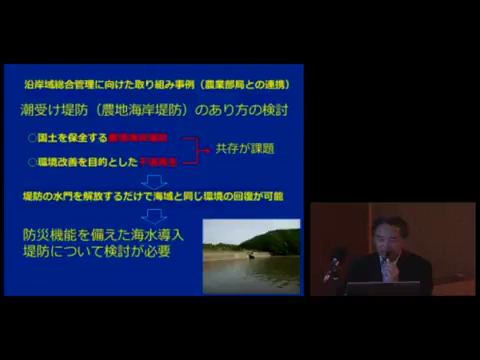 沿岸域総合管理に向けた取り組み事例（農業部局との連携）
潮受け堤防（農地海岸堤防）のあり方の検討
○国土を保全する
○環境改善を目的とした
共存が課題
堤防の水門を解放するだけで海域と同じ環境の回復が可能
防災機能を備えた海水導入
堤防について検討が必要